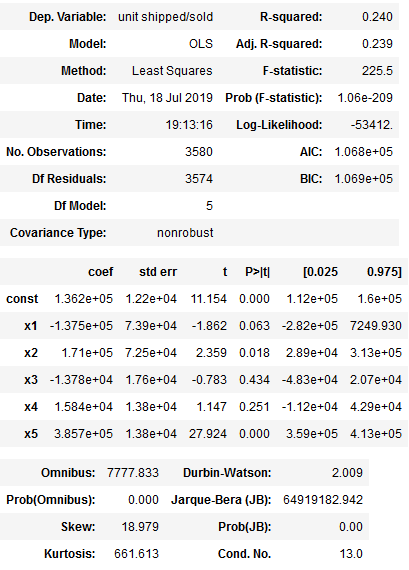 Dep. Variable: unit shipped/sold R-squared: 0.240
Model: OLS Adj. R-squared: 0.239
Method: Least Squares F-statistic: 225.5
Date: Thu, 18 Jul 2019 Prob (F-statistic): 1.06e-209
Time: 19:13:16 Log-Likelihood: -53412.
No. Observations: 3580 AIC: 1.068e+05
Df Residuals: 3574 BIC: 1.069e+05
Df Model: 5
Covariance Type: nonrobust
coef std err t P>|t| [0.025 0.975]
const 1.362e+05 1.22e+04 11.154 0.000 1.12e+05 1.6e+05
x1 -1.375e+05 7.39e+04 -1.862 0.063 -2.82e+05 7249.930
x2 1.71e+05 7.25e+04 2.359 0.018 2.89e+04 3.13e+05
x3 -1.378e+04 1.76e+04 -0.783 0.434 -4.83e+04 2.07e+04
x4 1.584e+04 1.38e+04 1.147 0.251 -1.12e+04 4.29e+04
x5 3.857e+05 1.38e+04 27.924 0.000 3.59e+05 4.13e+05
Omnibus: 7777.833 Durbin-Watson: 2.009
Prob(Omnibus): 0.000 Jarque-Bera (JB): 64919182.942
Skew: 18.979 Prob(JB): 0.00
Kurtosis: 661.613 Cond. No. 13.0